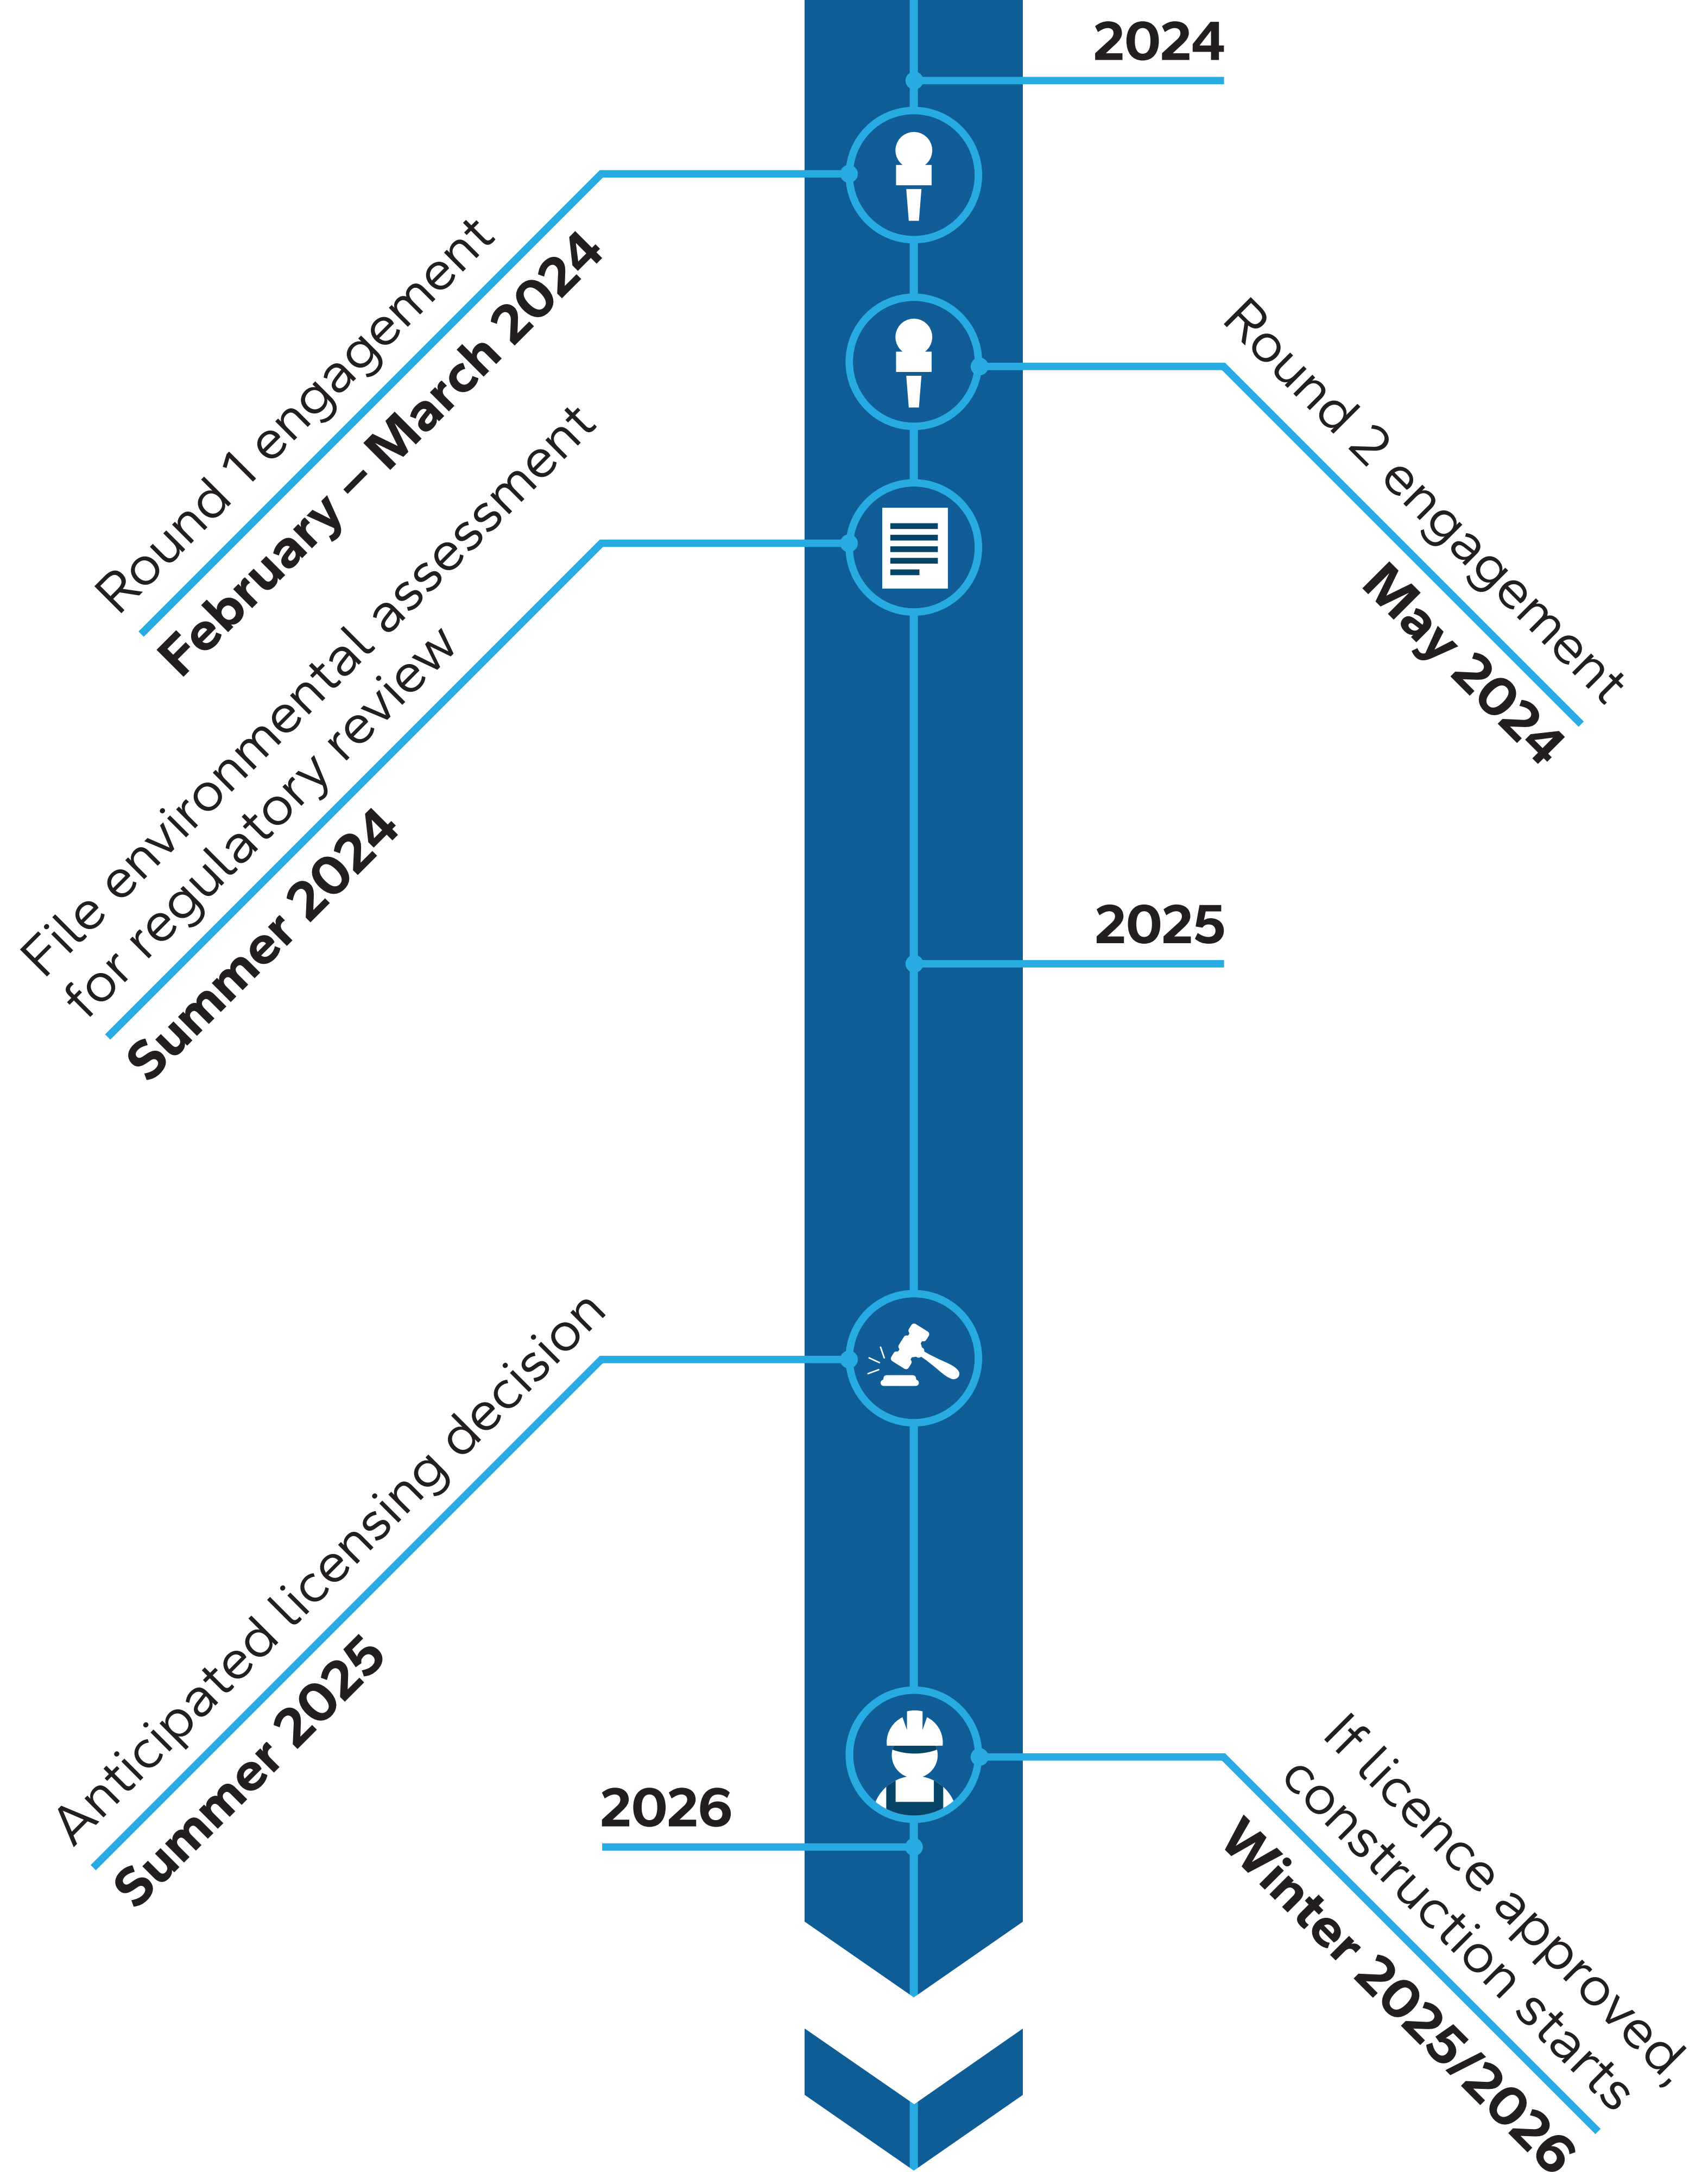 2024
Round 1 engagement
February – March 2024
Round 2 engagement
May 2024
File environmental assessment
for regulatory review
Summer 2024
2025
Anticipated licensing decision
Summer 2025
If licence approved,
construction starts
Winter 2025/2026
2026